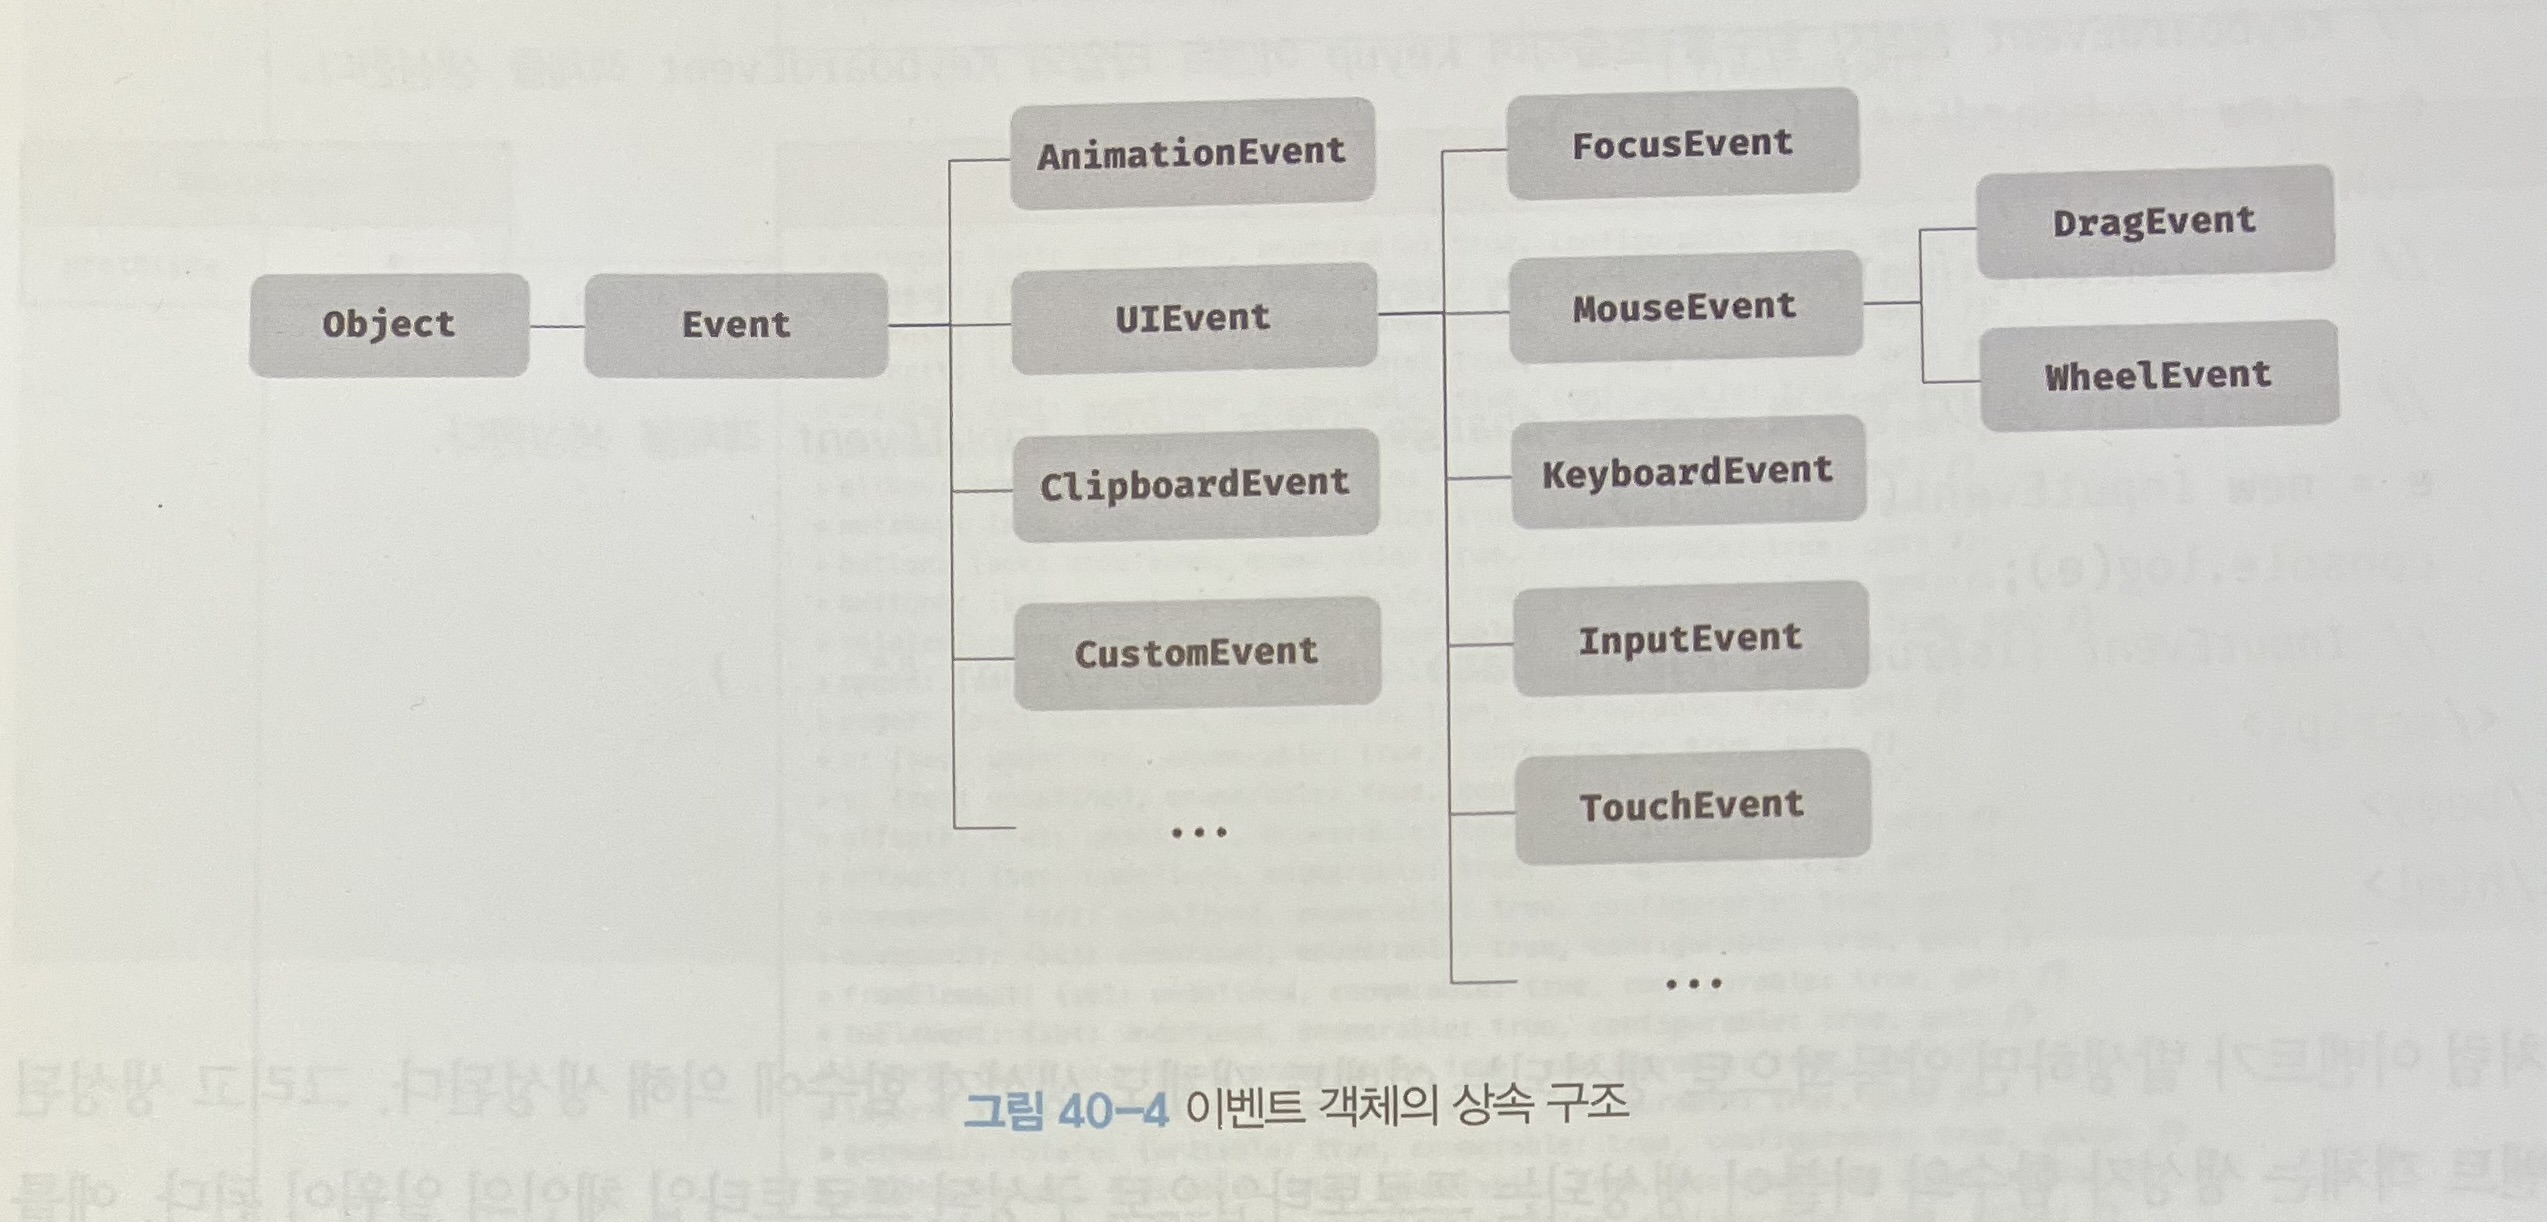 Object
Event
AnimationEvent
UIEvent
ClipboardEvent
CustomEvent
...
FocusEvent
MouseEvent
KeyboardEvent
InputEvent
TouchEvent
...
DragEvent
WheelEvent
그림 40-4 이벤트 객체의 상속 구조